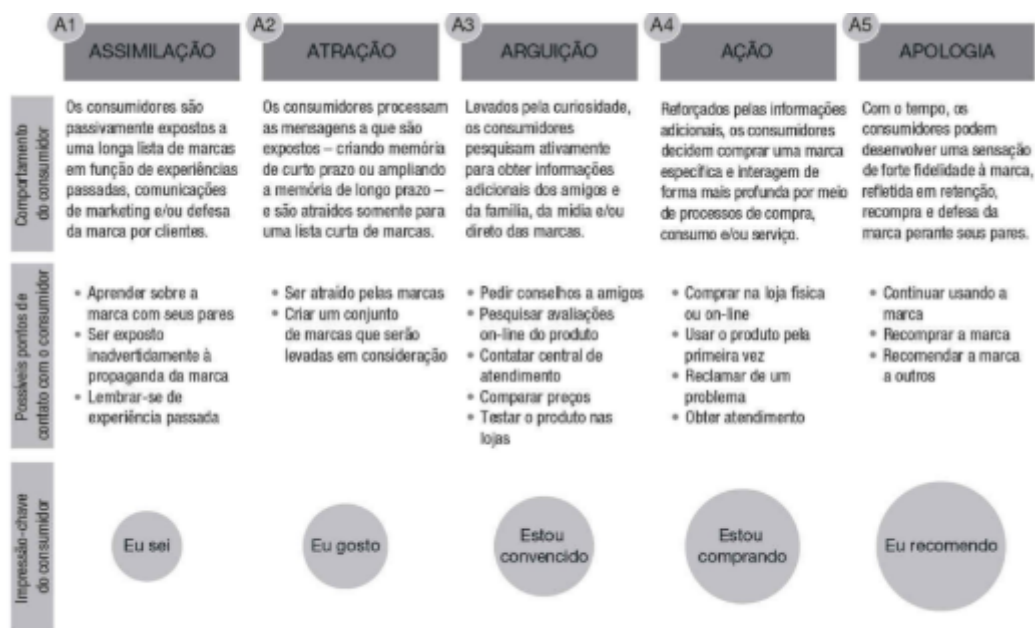 A1
ASSIMILAÇÃO
A2
ATRAÇÃO
A3
ARGUIÇÃO
A4
AÇÃO
A5
APOLOGIA
Comportamento
do consumidor
Os consumidores são
passivamente expostos a
uma longa lista de marcas
em função de experiências
passadas, comunicações
de marketing e/ou defesa
da marca por clientes.
Os consumidores processam
as mensagens a que são
expostos – criando memória
de curto prazo ou ampliando
a memória de longo prazo –
e são atraídos somente para
uma lista curta de marcas.
Levados pela curiosidade,
os consumidores
pesquisam ativamente
para obter informações
adicionais dos amigos e
da família, da mídia e/ou
direto das marcas.
Reforçados pelas informações
adicionais, os consumidores
decidem comprar uma marca
específica e interagem de
forma mais profunda por meio
de processos de compra,
consumo e/ou serviço.
Com o tempo, os
consumidores podem
desenvolver uma sensação
de forte fidelidade à marca,
refletida em retenção,
recompra e defesa da
marca perante seus pares.
Possíveis pontos de
contato com o consumidor
• Aprender sobre a
marca com seus pares
• Ser exposto
inadvertidamente à
propaganda da marca
• Lembrar-se de
experiência passada
• Ser atraído pelas marcas
• Criar um conjunto
de marcas que serão
levadas em consideração
• Pedir conselhos a amigos
• Pesquisar avaliações
on-line do produto
• Contatar central de
atendimento
• Comparar preços
• Testar o produto nas
lojas
• Comprar na loja física
ou on-line
• Usar o produto pela
primeira vez
• Reclamar de um
problema
• Obter atendimento
• Continuar usando a
marca
• Recomprar a marca
• Recomendar a marca
a outros
Impressão-chave
do consumidor
Eu sei
Eu gosto
Estou
convencido
Estou
comprando
Eu recomendo